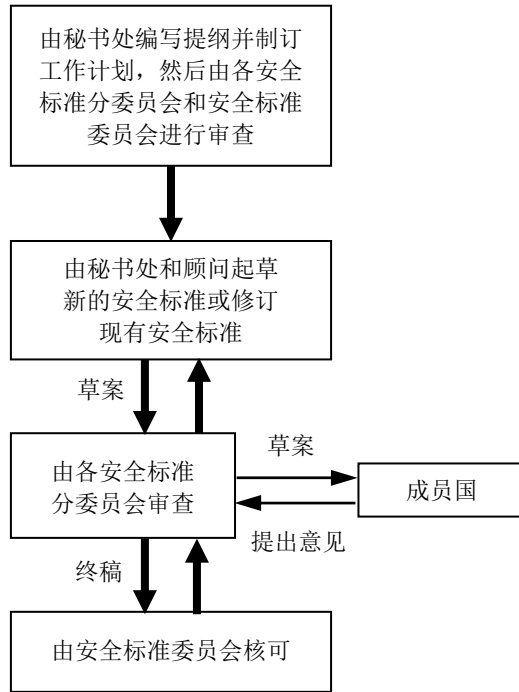 由秘书处编写提纲并制订
工作计划，然后由各安全
标准分委员会和安全标准
委员会进行审查
由秘书处和顾问起草
新的安全标准或修订
现有安全标准
草案
由各安全标准
分委员会审查
草案
成员国
提出意见
终稿
由安全标准委员会核可